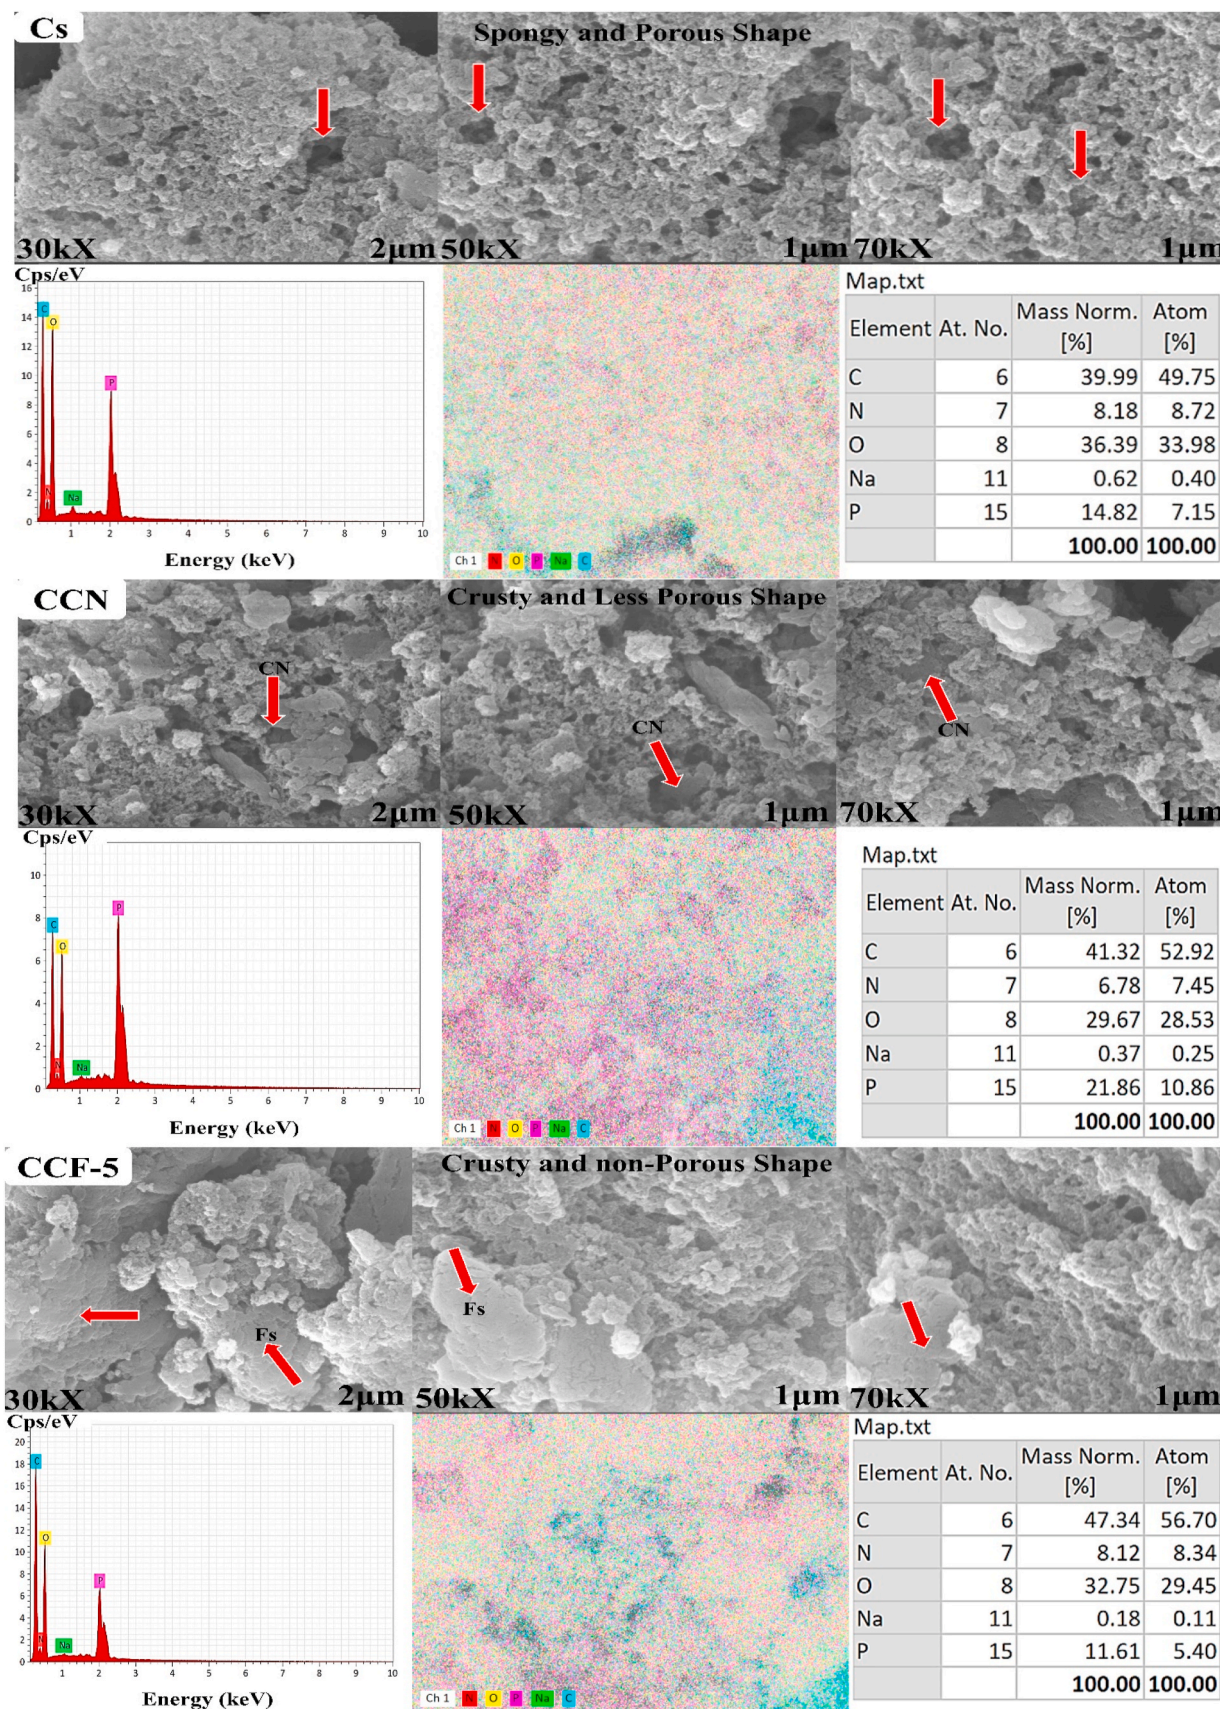 Cs
Spongy and Porous Shape
30kX 2µm 50kX 1µm 70kX 1µm
Cps/eV
16
14
12
10
8
6
4
2
0
C
O
P
N
Na
1 2 3 4 5 6 7 8 9 10
Energy (keV)
Ch 1 N O P Na C
Map.txt
Element At. No. Mass Norm. [%] Atom [%]
C 6 39.99 49.75
N 7 8.18 8.72
O 8 36.39 33.98
Na 11 0.62 0.40
P 15 14.82 7.15
100.00 100.00
CCN
Crusty and Less Porous Shape
CN
CN
CN
30kX 2µm 50kX 1µm 70kX 1µm
Cps/eV
10
8
6
4
2
0
P
C
O
N
Na
1 2 3 4 5 6 7 8 9 10
Energy (keV)
Ch 1 N O P Na C
Map.txt
Element At. No. Mass Norm. [%] Atom [%]
C 6 41.32 52.92
N 7 6.78 7.45
O 8 29.67 28.53
Na 11 0.37 0.25
P 15 21.86 10.86
100.00 100.00
CCF-5
Crusty and non-Porous Shape
Fs
Fs
30kX 2µm 50kX 1µm 70kX 1µm
Cps/eV
20
18
16
14
12
10
8
6
4
2
0
C
O
P
N
Na
1 2 3 4 5 6 7 8 9 10
Energy (keV)
Ch 1 N O P Na C
Map.txt
Element At. No. Mass Norm. [%] Atom [%]
C 6 47.34 56.70
N 7 8.12 8.34
O 8 32.75 29.45
Na 11 0.18 0.11
P 15 11.61 5.40
100.00 100.00